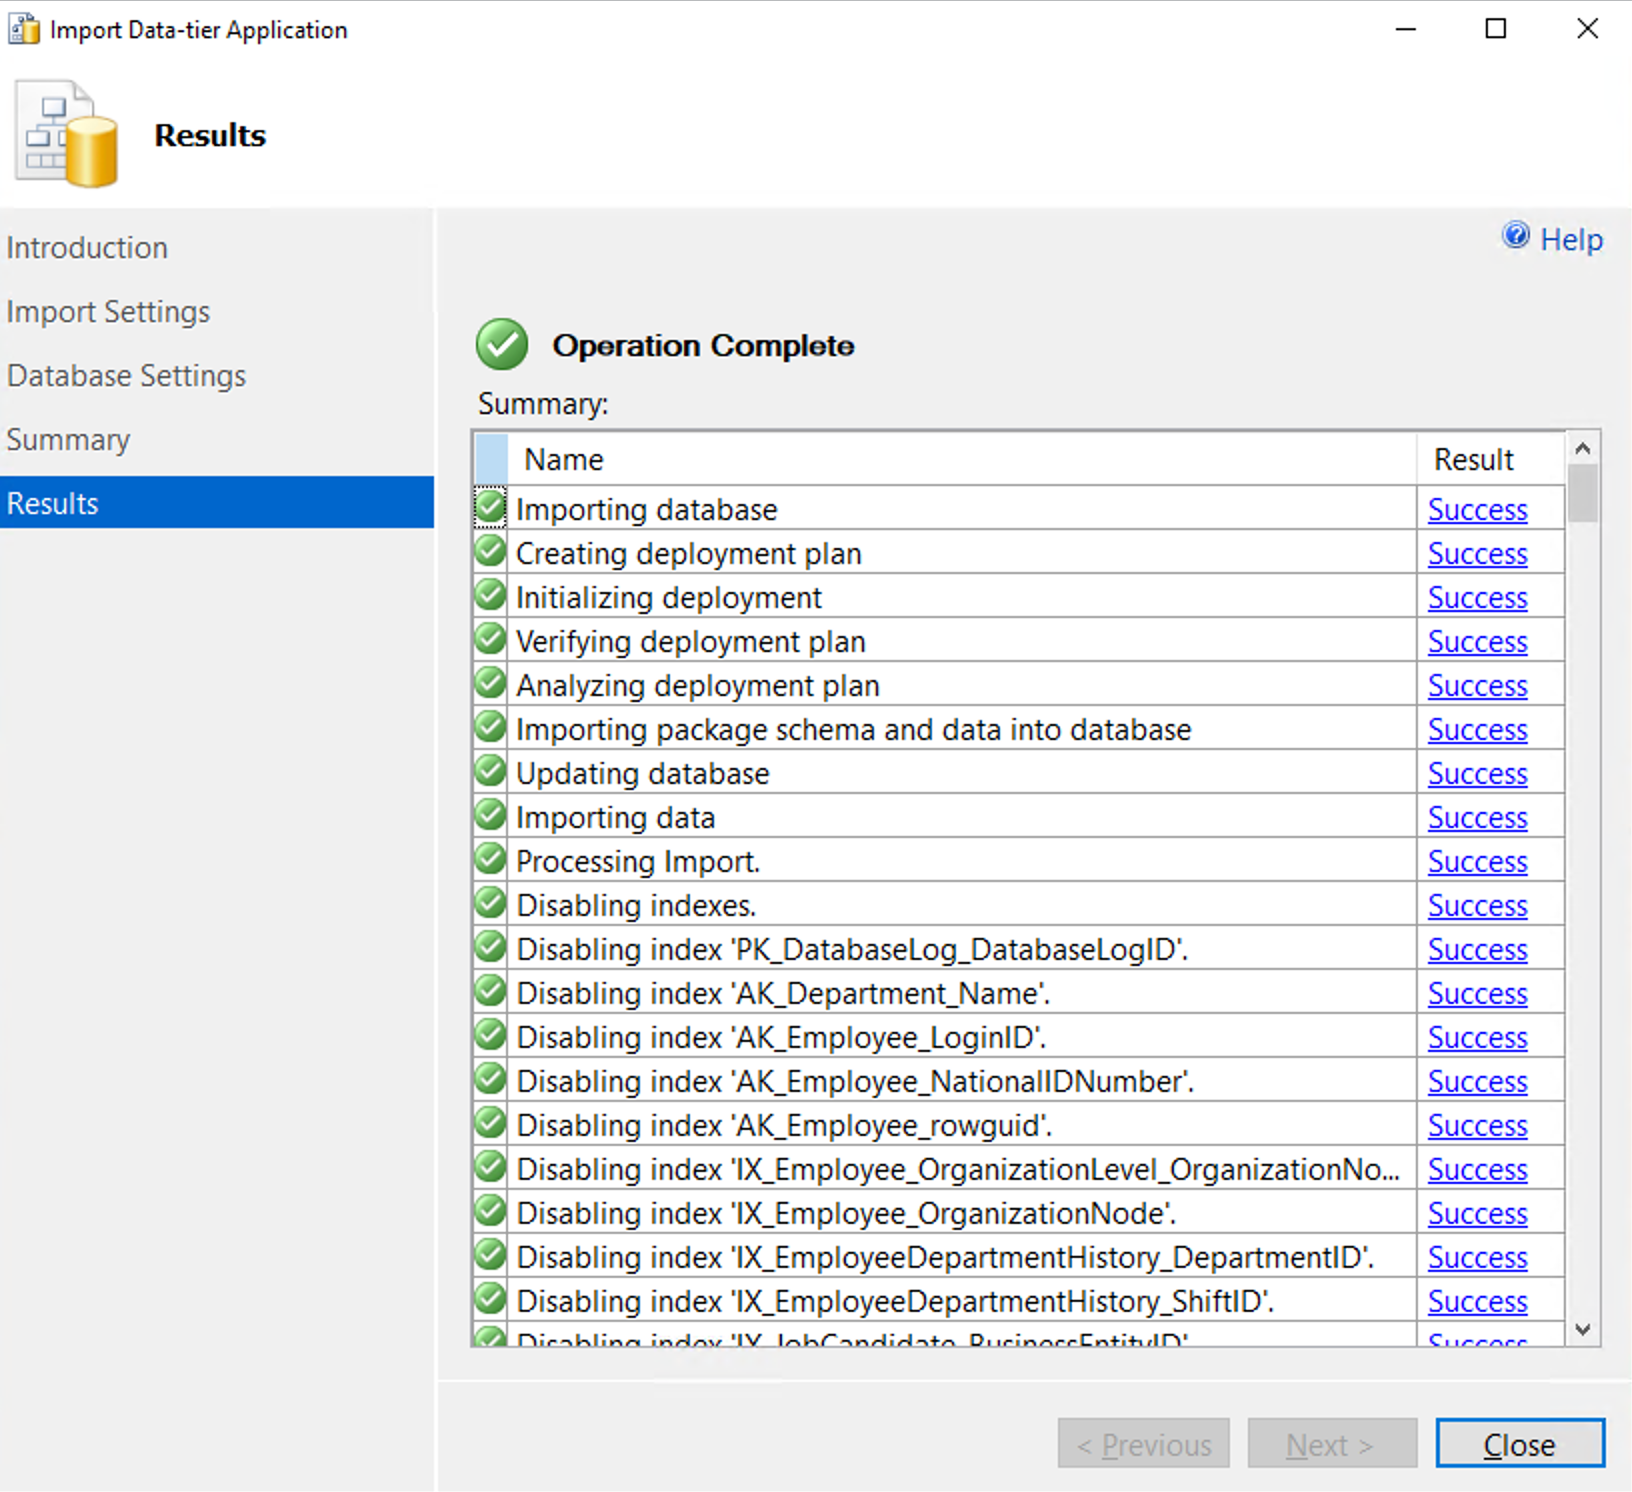 Import Data-tier Application
Results
Introduction
Import Settings
Database Settings
Summary
Results
Help
Operation Complete
Summary:
Name Result
Importing database Success
Creating deployment plan Success
Initializing deployment Success
Verifying deployment plan Success
Analyzing deployment plan Success
Importing package schema and data into database Success
Updating database Success
Importing data Success
Processing Import. Success
Disabling indexes. Success
Disabling index 'PK_DatabaseLog_DatabaseLogID'. Success
Disabling index 'AK_Department_Name'. Success
Disabling index 'AK_Employee_LoginID'. Success
Disabling index 'AK_Employee_NationalIDNumber'. Success
Disabling index 'AK_Employee_rowguid'. Success
Disabling index 'IX_Employee_OrganizationLevel_OrganizationNo... Success
Disabling index 'IX_Employee_OrganizationNode'. Success
Disabling index 'IX_EmployeeDepartmentHistory_DepartmentID'. Success
Disabling index 'IX_EmployeeDepartmentHistory_ShiftID'. Success
Disabling index 'IX_JobCandidate_BusinessEntityID'. Success
< Previous Next > Close